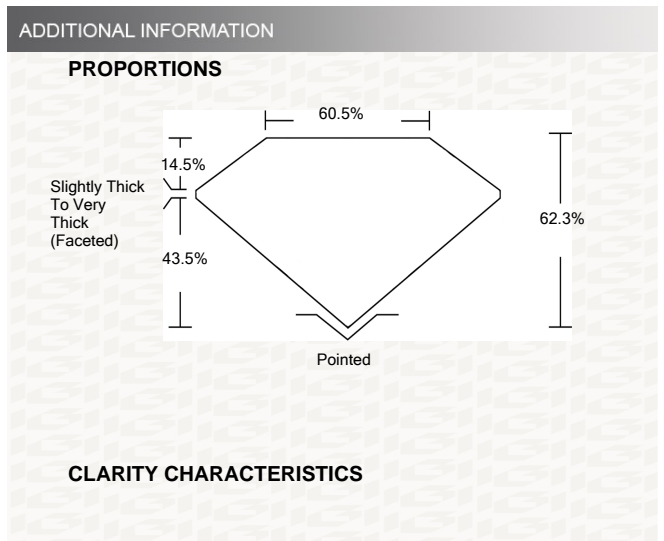 ADDITIONAL INFORMATION
PROPORTIONS
60.5%
14.5%
Slightly Thick
To Very
Thick
(Faceted)
62.3%
43.5%
Pointed
CLARITY CHARACTERISTICS